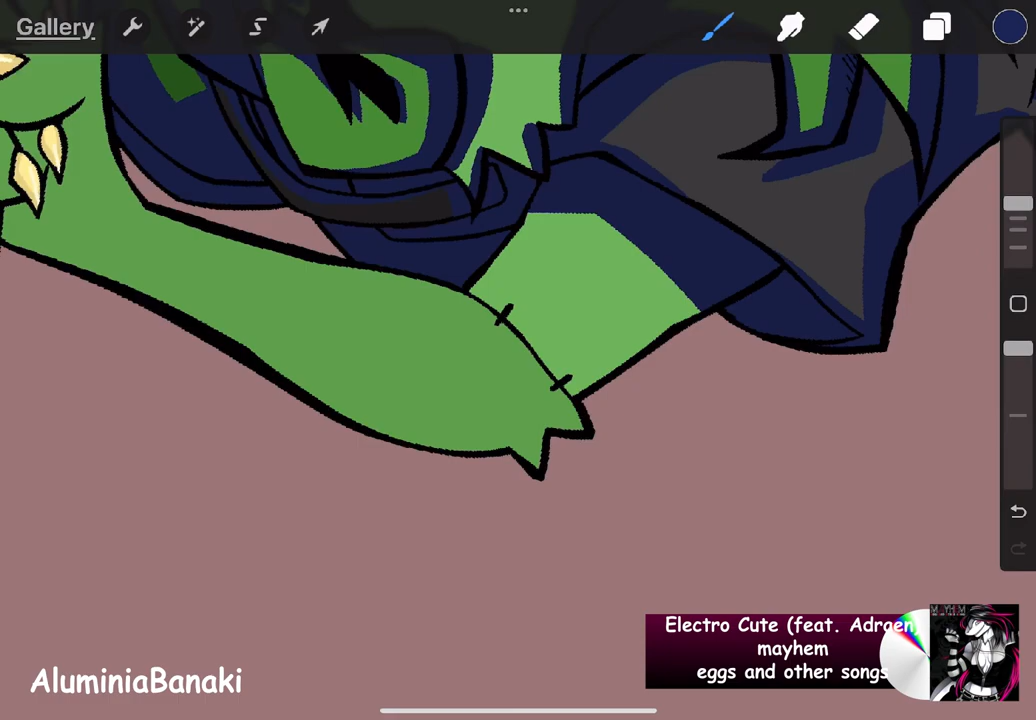 Gallery
Electro Cute (feat. Adraen)
mayhem
eggs and other songs
AluminiaBanaki